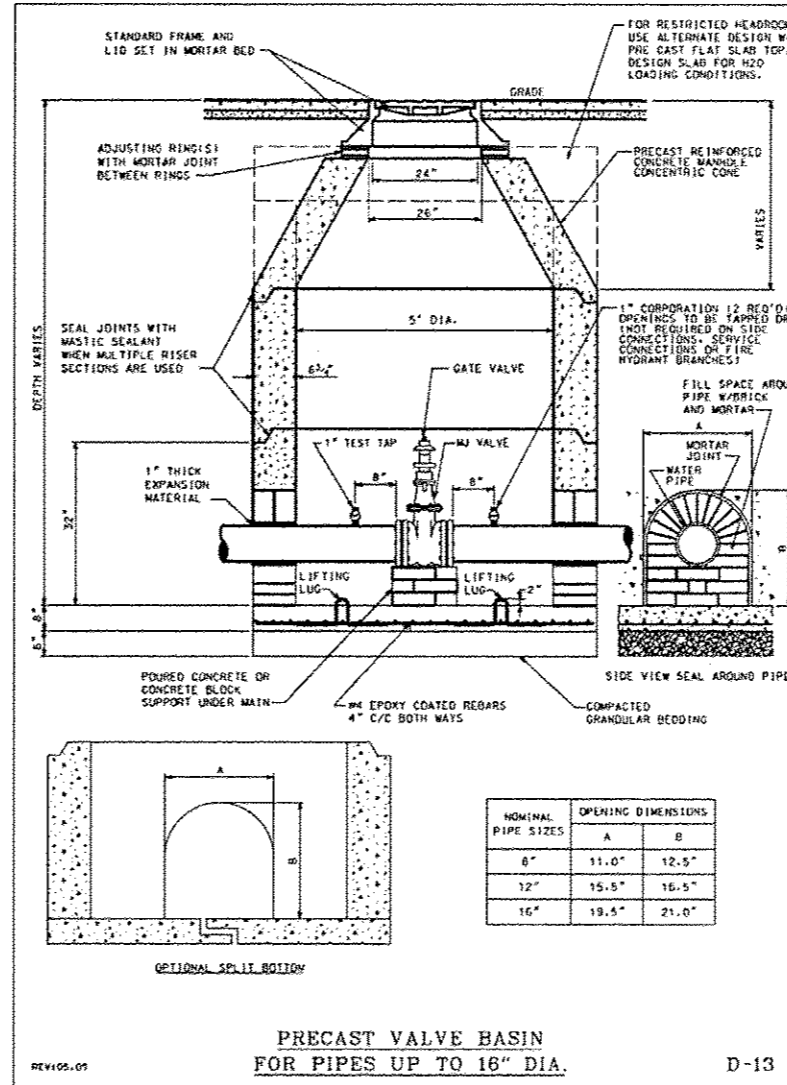 STANDARD FRAME AND
LID SET IN MORTAR BED
FOR RESTRICTED HEADROO
USE ALTERNATE DESIGN W
PRE CAST FLAT SLAB TOP.
DESIGN SLAB FOR H20
LOADING CONDITIONS.
GRADE
ADJUSTING RING(S)
WITH MORTAR JOINT
BETWEEN RINGS
PRECAST REINFORCED
CONCRETE MANHOLE
CONCENTRIC CONE
24"
26"
VARIES
DEPTH VARIES
SEAL JOINTS WITH
MASTIC SEALANT
WHEN MULTIPLE RISER
SECTIONS ARE USED
5' DIA.
6¾"
1" CORPORATION (2 REQ'D)
OPENINGS TO BE TAPPED OR
(NOT REQUIRED ON SIDE
CONNECTIONS. SERVICE
CONNECTIONS OR FIRE
HYDRANT BRANCHES)
GATE VALVE
FILL SPACE AROU
PIPE W/BRICK
AND MORTAR
A
1" TEST TAP
MJ VALVE
MORTAR
JOINT
WATER
PIPE
1" THICK
EXPANSION
MATERIAL
8"
8"
32"
B
LIFTING
LUG
LIFTING
LUG
2"
8"
6"
POURED CONCRETE OR
CONCRETE BLOCK
SUPPORT UNDER MAIN
#4 EPOXY COATED REBARS
4" C/C BOTH WAYS
COMPACTED
GRANDULAR BEDDING
SIDE VIEW SEAL AROUND PIPE
A
B
OPTIONAL SPLIT BOTTOM
NOMINAL
PIPE SIZES
OPENING DIMENSIONS
A B
8" 11.0" 12.5"
12" 15.5" 16.5"
16" 19.5" 21.0"
PRECAST VALVE BASIN
FOR PIPES UP TO 16" DIA.
REV:05.09
D-13